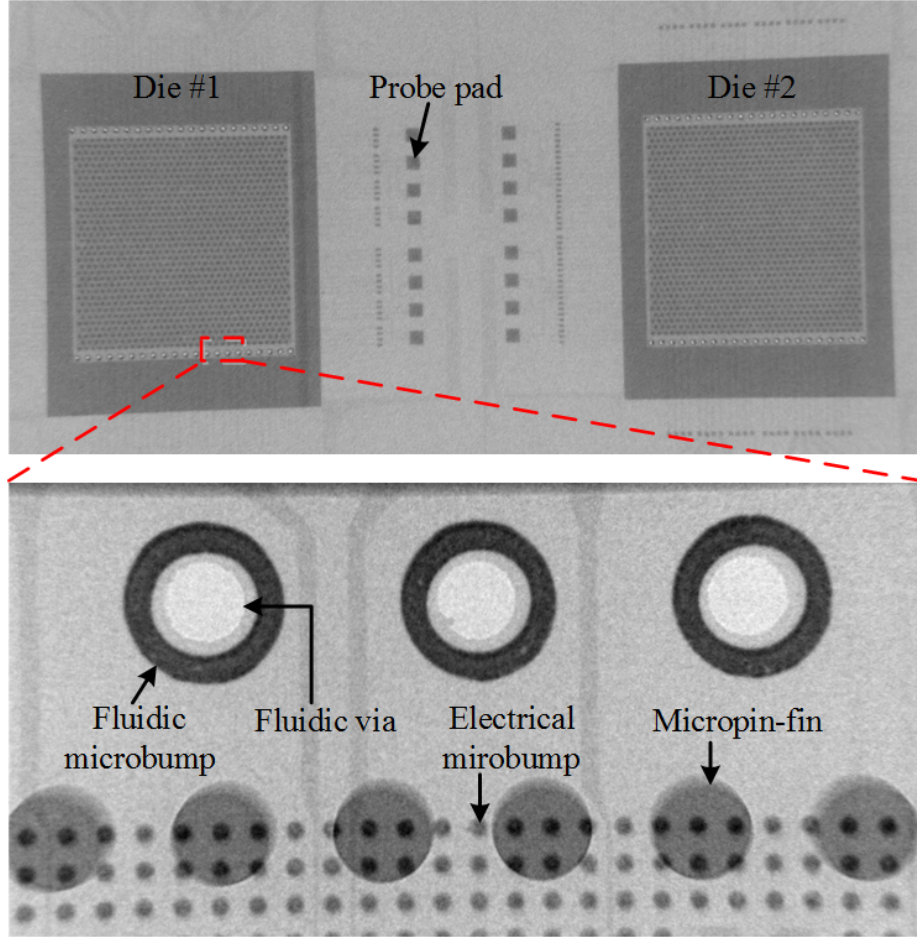 Die #1
Probe pad
Die #2
Fluidic
microbump
Fluidic via
Electrical
mirobump
Micropin-fin